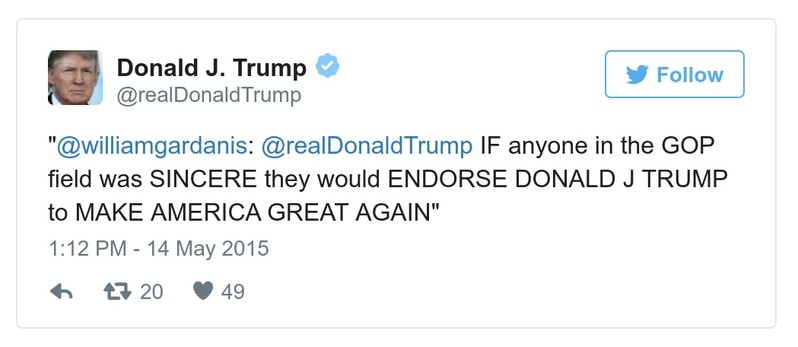 Donald J. Trump
@realDonaldTrump
Follow
"@williamgardanis: @realDonaldTrump IF anyone in the GOP
field was SINCERE they would ENDORSE DONALD J TRUMP
to MAKE AMERICA GREAT AGAIN"
1:12 PM - 14 May 2015
20 49